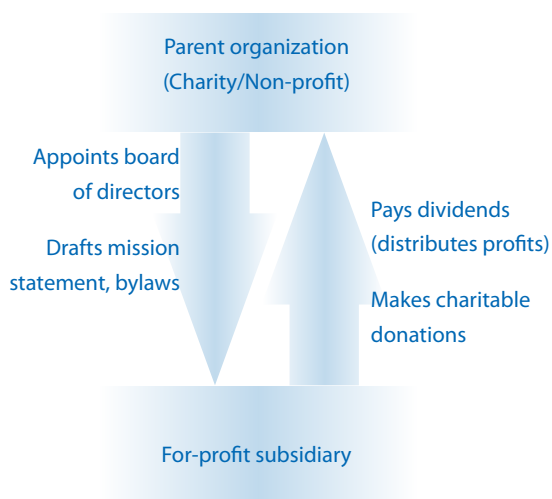 Parent organization
(Charity/Non-profit)
Appoints board
of directors
Drafts mission
statement, bylaws
Pays dividends
(distributes profits)
Makes charitable
donations
For-profit subsidiary